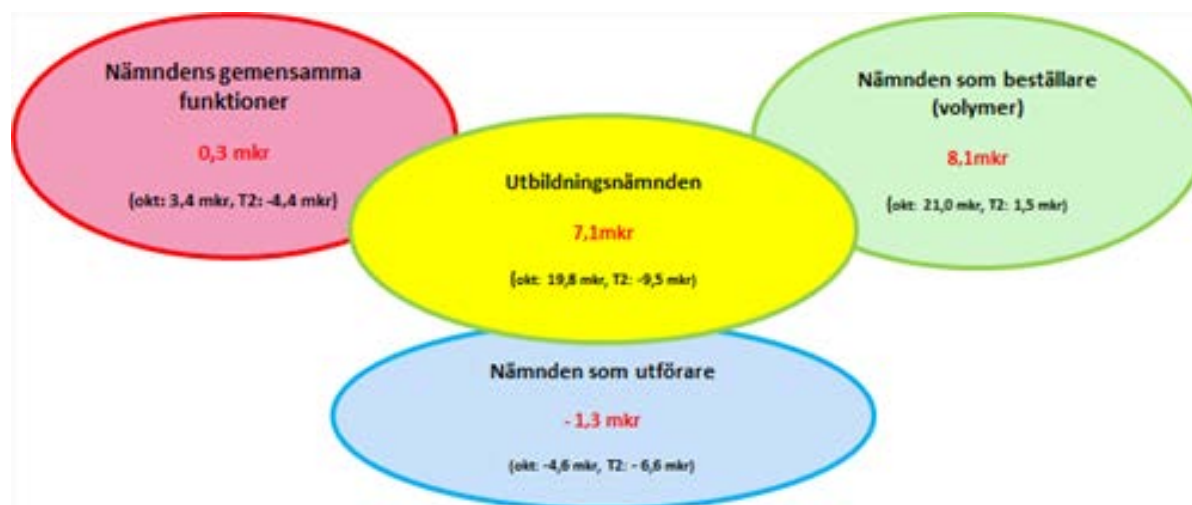 Nämndens gemensamma
funktioner
0,3 mkr
(okt: 3,4 mkr, T2: -4,4 mkr)
Nämnden som beställare
(volymer)
8,1mkr
(okt: 21,0 mkr, T2: 1,5 mkr)
Utbildningsnämnden
7,1mkr
(okt: 19,8 mkr, T2: -9,5 mkr)
Nämnden som utförare
- 1,3 mkr
(okt: -4,6 mkr, T2: - 6,6 mkr)